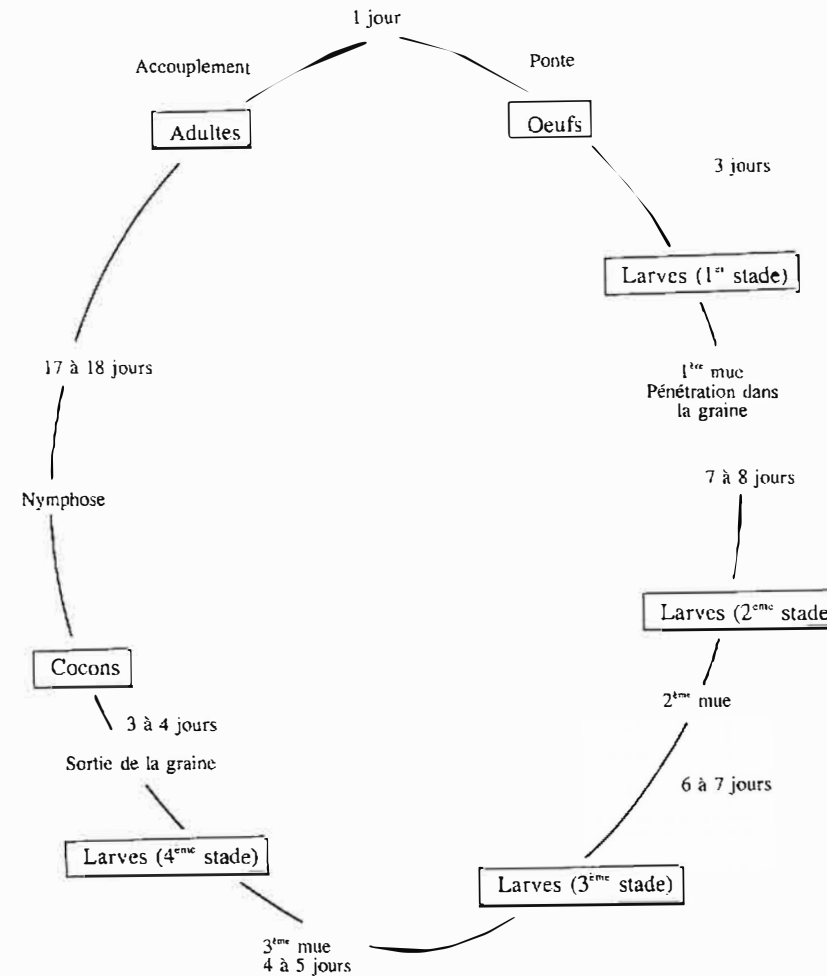 1 jour
Accouplement
Ponte
Adultes
Oeufs
3 jours
Larves (1er stade)
17 à 18 jours
1ère mue
Pénétration dans
la graine
7 à 8 jours
Nymphose
Larves (2ème stade
Cocons
2ème mue
3 à 4 jours
Sortie de la graine
6 à 7 jours
Larves (4ème stade)
Larves (3ème stade)
3ème mue
4 à 5 jours